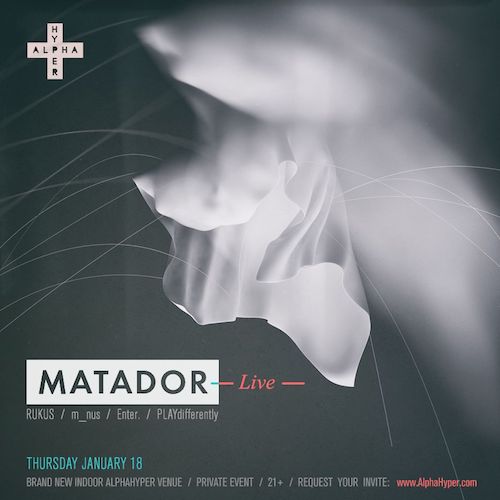 HYPER
ALPHA
MATADOR — Live —
RUKUS / m_nus / Enter. / PLAYdifferently
THURSDAY JANUARY 18
BRAND NEW INDOOR ALPHAHYPER VENUE / PRIVATE EVENT / 21+ / REQUEST YOUR INVITE: www.AlphaHyper.com